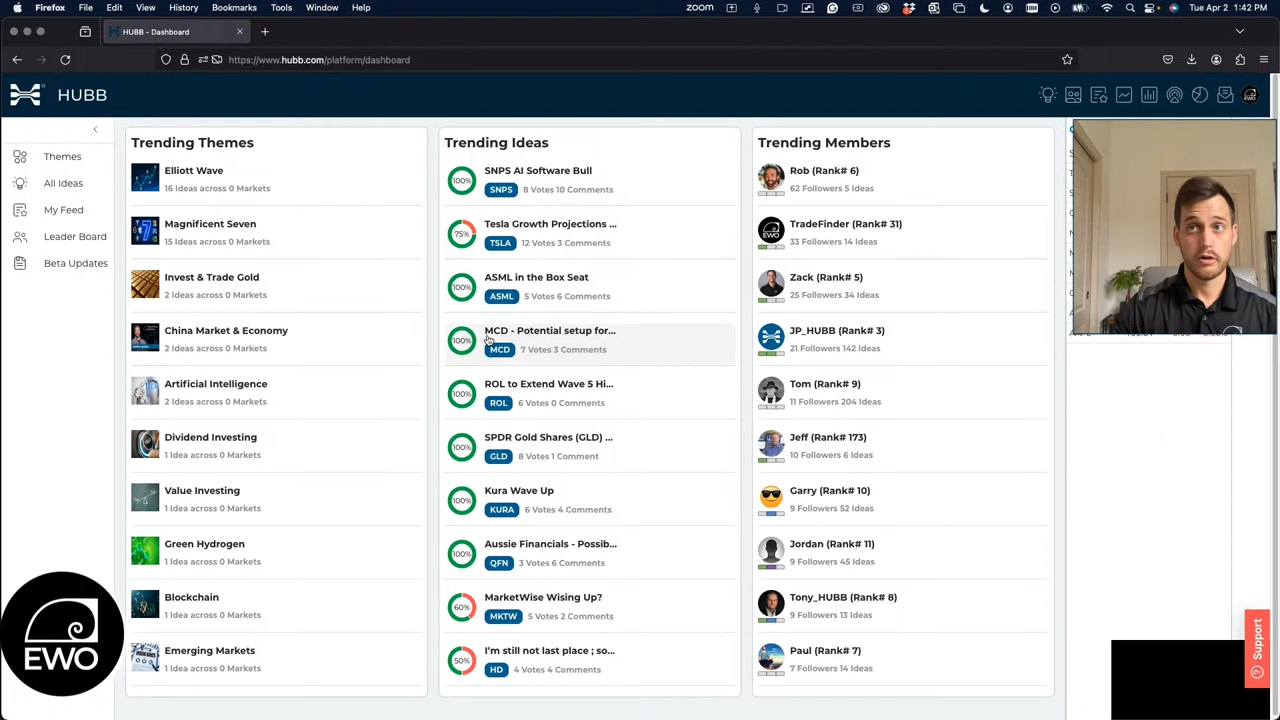 Firefox File Edit View History Bookmarks Tools Window Help zoom Tue Apr 2 1:42 PM
HUBB - Dashboard
https://www.hubb.com/platform/dashboard
HUBB
Themes
All Ideas
My Feed
Leader Board
Beta Updates
Trending Themes
Elliott Wave
16 Ideas across 0 Markets
Magnificent Seven
15 Ideas across 0 Markets
Invest & Trade Gold
2 Ideas across 0 Markets
China Market & Economy
2 Ideas across 0 Markets
Artificial Intelligence
2 Ideas across 0 Markets
Dividend Investing
1 Idea across 0 Markets
Value Investing
1 Idea across 0 Markets
Green Hydrogen
1 Idea across 0 Markets
Blockchain
1 Idea across 0 Markets
Emerging Markets
1 Idea across 0 Markets
Trending Ideas
100% SNPS AI Software Bull
SNPS 8 Votes 10 Comments
75% Tesla Growth Projections ...
TSLA 12 Votes 3 Comments
100% ASML in the Box Seat
ASML 5 Votes 6 Comments
100% MCD - Potential setup for...
MCD 7 Votes 3 Comments
100% ROL to Extend Wave 5 Hi...
ROL 6 Votes 0 Comments
100% SPDR Gold Shares (GLD) ...
GLD 8 Votes 1 Comment
100% Kura Wave Up
KURA 6 Votes 4 Comments
100% Aussie Financials - Possib...
QFN 3 Votes 6 Comments
60% MarketWise Wising Up?
MKTW 5 Votes 2 Comments
50% I'm still not last place ; so...
HD 4 Votes 4 Comments
Trending Members
Rob (Rank# 6)
62 Followers 5 Ideas
TradeFinder (Rank# 31)
33 Followers 14 Ideas
Zack (Rank# 5)
25 Followers 34 Ideas
JP_HUBB (Rank# 3)
21 Followers 142 Ideas
Tom (Rank# 9)
11 Followers 204 Ideas
Jeff (Rank# 173)
10 Followers 6 Ideas
Garry (Rank# 10)
9 Followers 52 Ideas
Jordan (Rank# 11)
9 Followers 45 Ideas
Tony_HUBB (Rank# 8)
9 Followers 13 Ideas
Paul (Rank# 7)
7 Followers 14 Ideas
EWO
EWO
Support